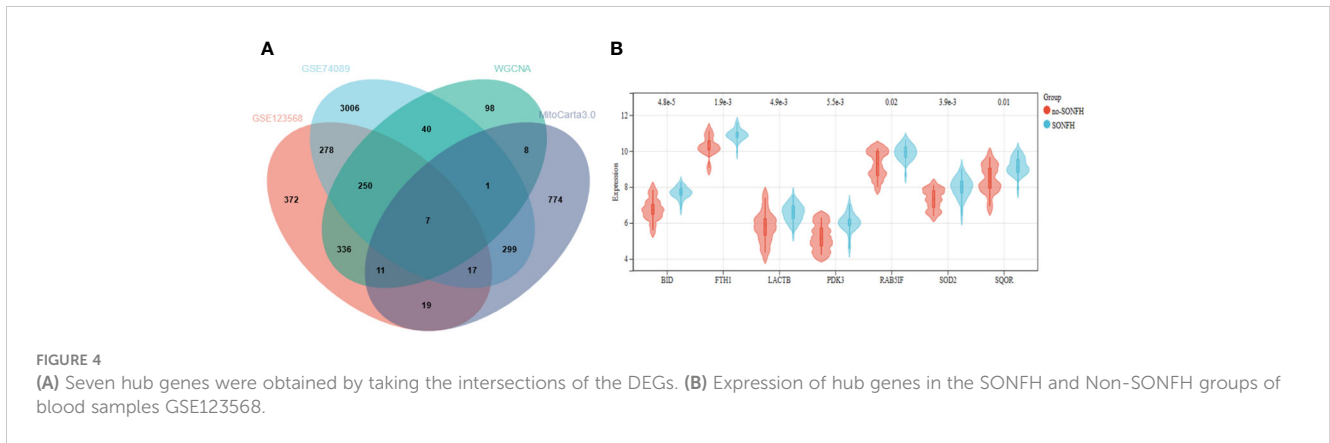 A
B
GSE74089
WGCNA
GSE123568
MitoCarta3.0
3006
98
40
278
8
250
1
372
774
7
336
299
11
17
19
4.8e-5 1.9e-3 4.9e-3 5.5e-3 0.02 3.9e-3 0.01
Group
no-SONFH
SONFH
Expression
12
10
8
6
4
BID FTH1 LACTB PDK3 RAB5IF SOD2 SQOR
FIGURE 4
(A) Seven hub genes were obtained by taking the intersections of the DEGs. (B) Expression of hub genes in the SONFH and Non-SONFH groups of
blood samples GSE123568.